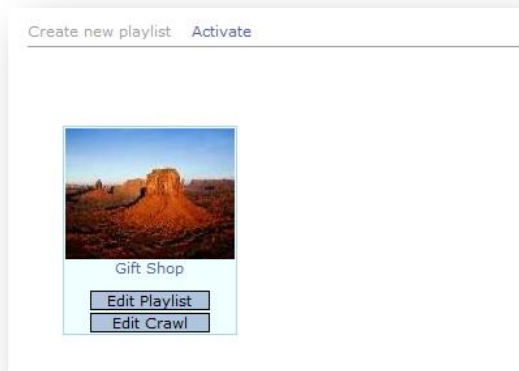 Create new playlist Activate
Gift Shop
Edit Playlist
Edit Crawl